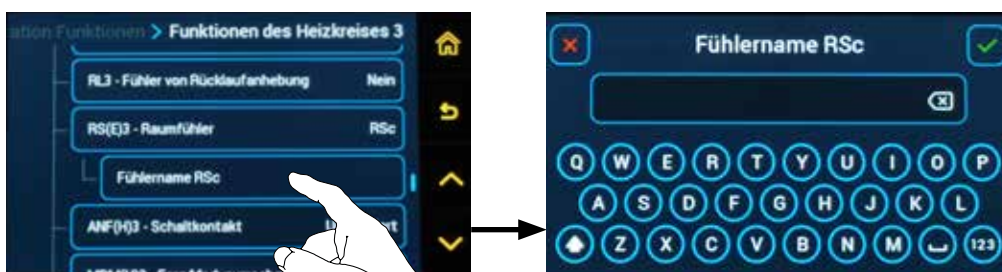 Funktionen > Funktionen des Heizkreises 3
RL3 - Fühler von Rücklaufanhebung Nein
RS(E)3 - Raumfühler RSc
Fühlername RSc
ANF(H)3 - Schaltkontakt
Fühlername RSc
Q W E R T Y U I O P
A S D F G H J K L
Z X C V B N M 123